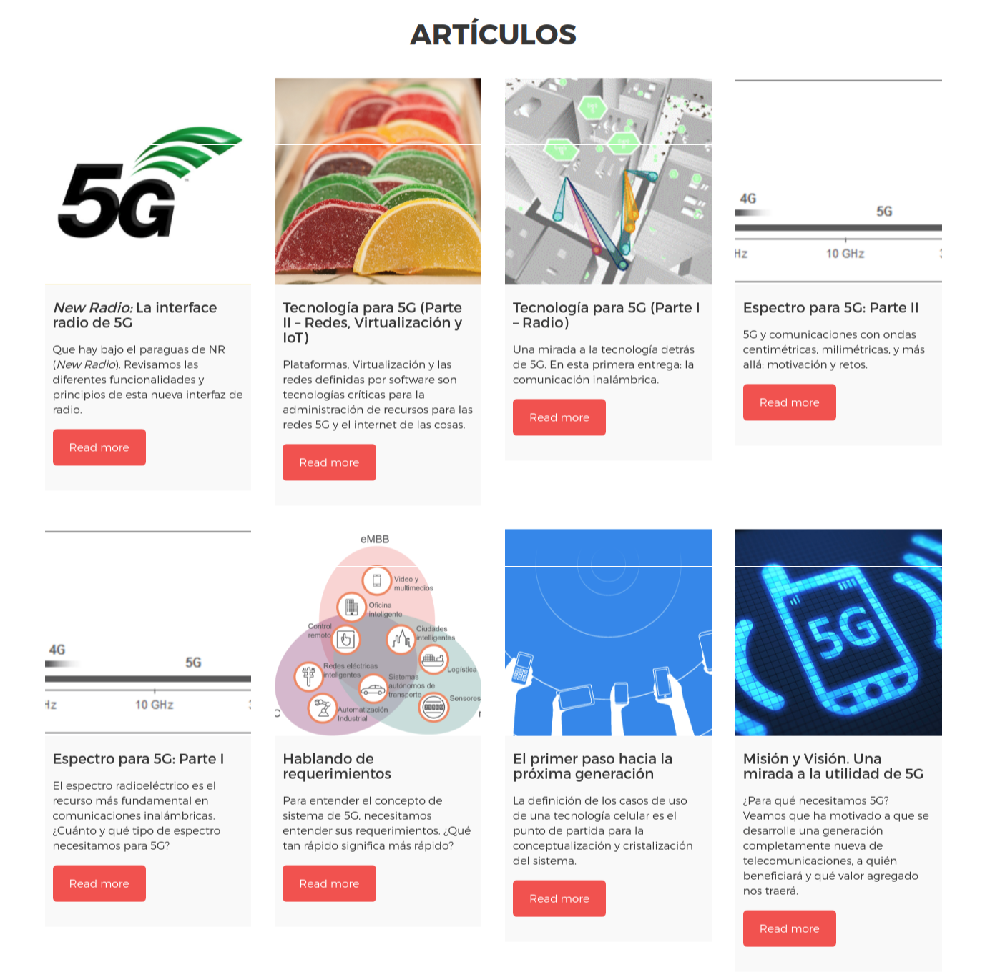 ARTÍCULOS
5G
New Radio: La interface
radio de 5G
Que hay bajo el paraguas de NR
(New Radio). Revisamos las
diferentes funcionalidades y
principios de esta nueva interfaz de
radio.
Read more
Tecnología para 5G (Parte
II – Redes, Virtualización y
IoT)
Plataformas, Virtualización y las
redes definidas por software son
tecnologías críticas para la
administración de recursos para las
redes 5G y el internet de las cosas.
Read more
Tecnología para 5G (Parte I
– Radio)
Una mirada a la tecnología detrás
de 5G. En esta primera entrega: la
comunicación inalámbrica.
Read more
4G
5G
Hz
10 GHz
Espectro para 5G: Parte II
5G y comunicaciones con ondas
centimétricas, milimétricas, y más
allá: motivación y retos.
Read more
4G
5G
Hz
10 GHz
Espectro para 5G: Parte I
El espectro radioeléctrico es el
recurso más fundamental en
comunicaciones inalámbricas.
¿Cuánto y qué tipo de espectro
necesitamos para 5G?
Read more
eMBB
Video y
multimedios
Oficina
inteligente
Control
remoto
Ciudades
intelligentes
Redes eléctricas
inteligentes
Logística
Sistemas
autónomos de
transporte
Sensores
Automatización
Industrial
C
Hablando de
requerimientos
Para entender el concepto de
sistema de 5G, necesitamos
entender sus requerimientos. ¿Qué
tan rápido significa más rápido?
Read more
El primer paso hacia la
próxima generación
La definición de los casos de uso
de una tecnología celular es el
punto de partida para la
conceptualización y cristalización
del sistema.
Read more
5G
Misión y Visión. Una
mirada a la utilidad de 5G
¿Para qué necesitamos 5G?
Veamos que ha motivado a que se
desarrolle una generación
completamente nueva de
telecomunicaciones, a quién
beneficiará y qué valor agregado
nos traerá.
Read more